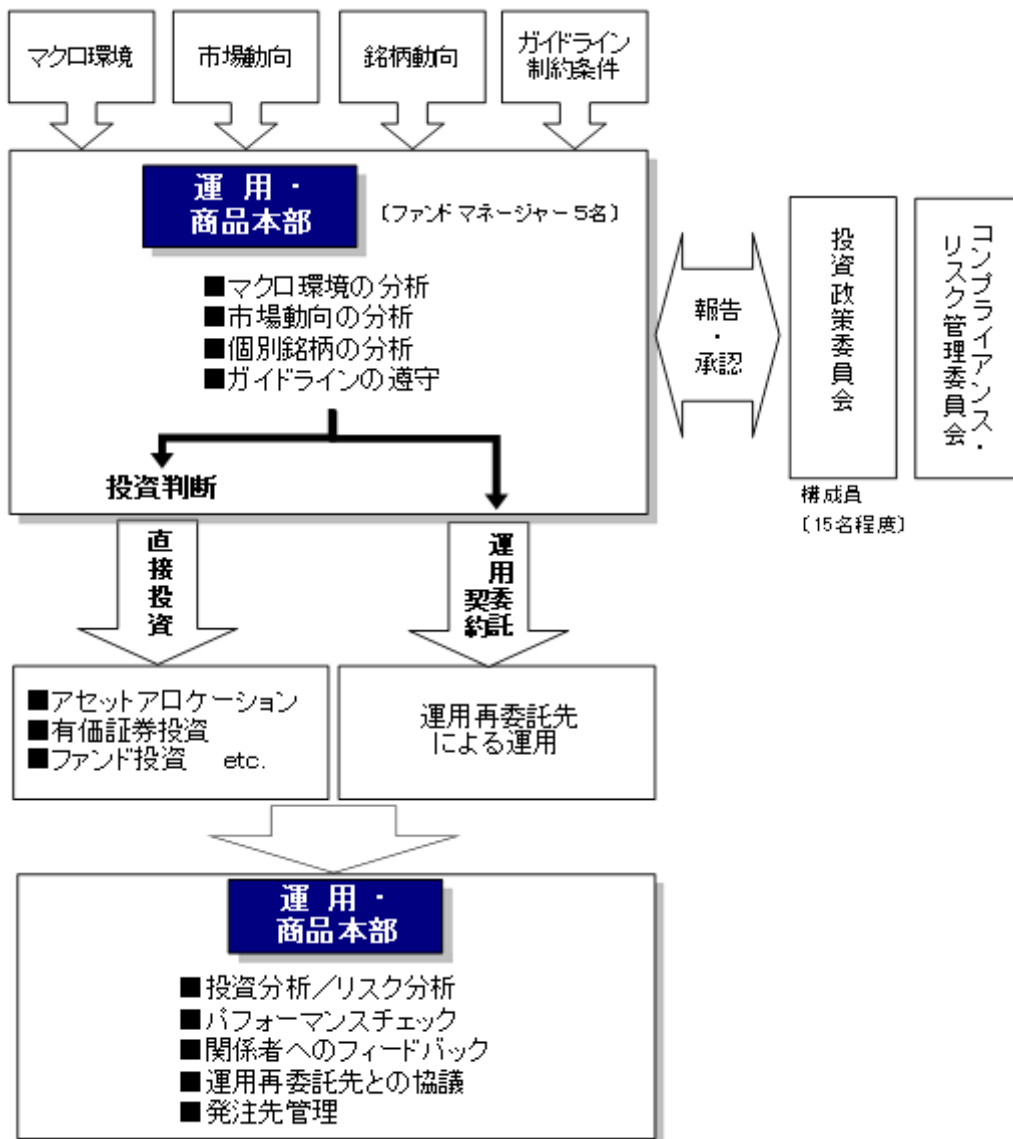 マクロ環境
市場動向
銘柄動向
ガイドライン
制約条件
運用・
商品本部
〔ファンドマネージャー5名〕
■マクロ環境の分析
■市場動向の分析
■個別銘柄の分析
■ガイドラインの遵守
投資判断
報告
・
承認
投資政策委員会
コンプライアンス・
リスク管理委員会
構成員
〔15名程度〕
直接投資
運用委託
契約
■アセットアロケーション
■有価証券投資
■ファンド投資 etc.
運用再委託先
による運用
運用・
商品本部
■投資分析／リスク分析
■パフォーマンスチェック
■関係者へのフィードバック
■運用再委託先との協議
■発注先管理